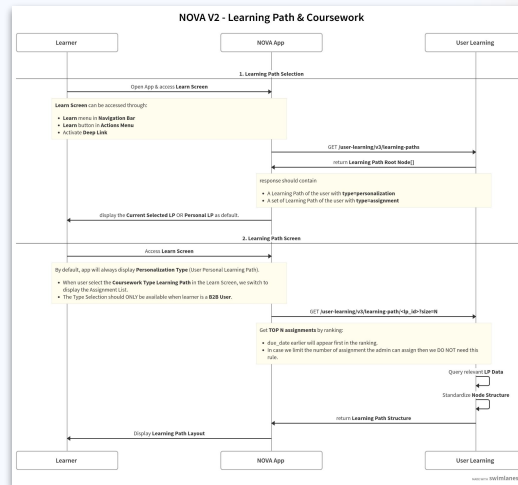 NOVA V2 - Learning Path & Coursework
Learner
NOVA App
User Learning
1. Learning Path Selection
Open App & access Learn Screen
Learn Screen can be accessed through:
Learn menu in Navigation Bar
Learn button in Actions Menu
Activate Deep Link
GET /user-learning/v3/learning-paths
return Learning Path Root Node[]
response should contain
A Learning Path of the user with type=personalization
A set of Learning Path of the user with type=assignment
display the Current Selected LP OR Personal LP as default.
2. Learning Path Screen
Access Learn Screen
By default, app will always display Personalization Type (User Personal Learning Path).
When user select the Coursework Type Learning Path in the Learn Screen, we switch to
display the Assignment List.
The Type Selection should ONLY be available when learner is a B2B User.
GET /user-learning/v3/learning-path/<lp_id>?size=N
Get TOP N assignments by ranking:
due_date earlier will appear first in the ranking.
In case we limit the number of assignment the admin can assign then we DO NOT need this
rule.
Query relevant LP Data
Standardize Node Structure
return Learning Path Structure
Display Learning Path Layout
Learner
NOVA App
User Learning
swimlanes